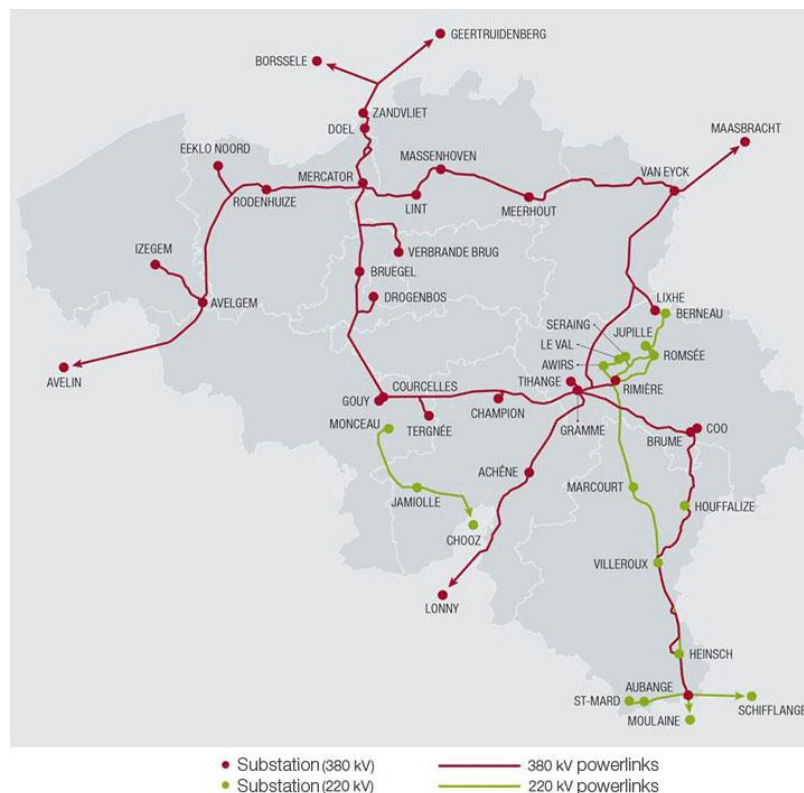 GEERTRUIDENBERG
BORSSELE
ZANDVLIET
DOEL
MAASBRACHT
EEKLO NOORD
MASSENHOVEN
MERCATOR
VAN EYCK
RODENHUIZE
LINT
MEERHOUT
IZEGEM
VERBRANDE BRUG
BRUEGEL
DROGENBOS
AVELGEM
LIXHE
BERNEAU
SERAING
JUPILLE
LE VAL
ROMSÉE
AWIRS
AVELIN
TIHANGE
COURCELLES
RIMIÈRE
GOUY
CHAMPION
MONCEAU
TERGNÉE
GRAMME
COO
BRUME
ACHÊNE
MARCOURT
JAMIOLLE
HOUFFALIZE
CHOOZ
VILLEROUX
LONNY
HEINSCH
AUBANGE
ST-MARD
SCHIFFLANGE
MOULAINE
Substation (380 kV) 380 kV powerlinks
Substation (220 kV) 220 kV powerlinks